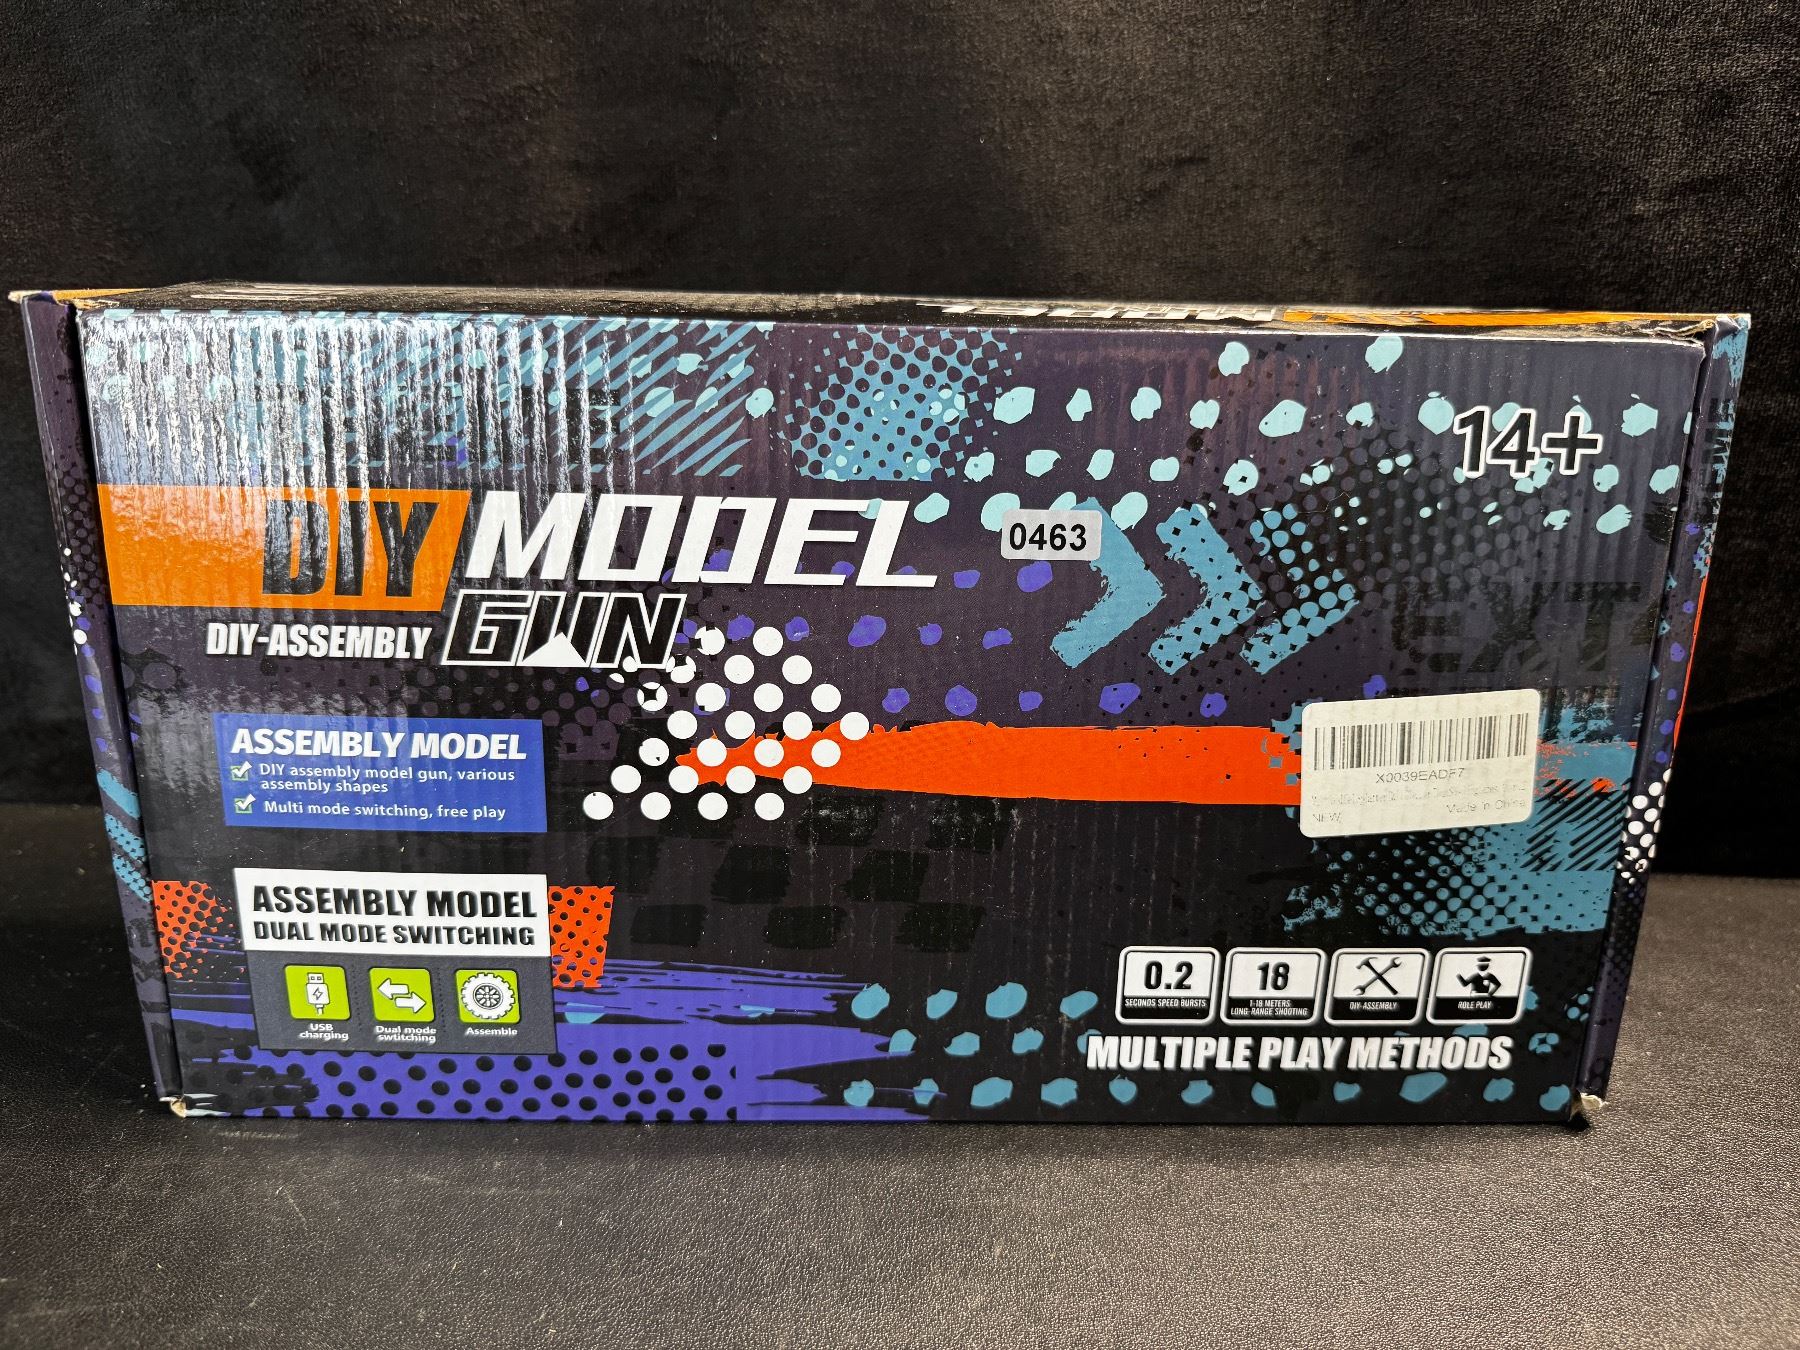 14+
DIY MODEL
0463
DIY-ASSEMBLY GUN
EXT
ASSEMBLY MODEL
DIY assembly model gun, various
assembly shapes
Multi mode switching, free play
X0039EADF7
NEW
Made in China
ASSEMBLY MODEL
DUAL MODE SWITCHING
USB
charging
Dual mode
swtitching
Assemble
0.2
SECONDS SPEED BURSTS
18
1-18 METERS
LONG-RANGE SHOOTING
DIY-ASSEMBLY
ROLE PLAY
MULTIPLE PLAY METHODS